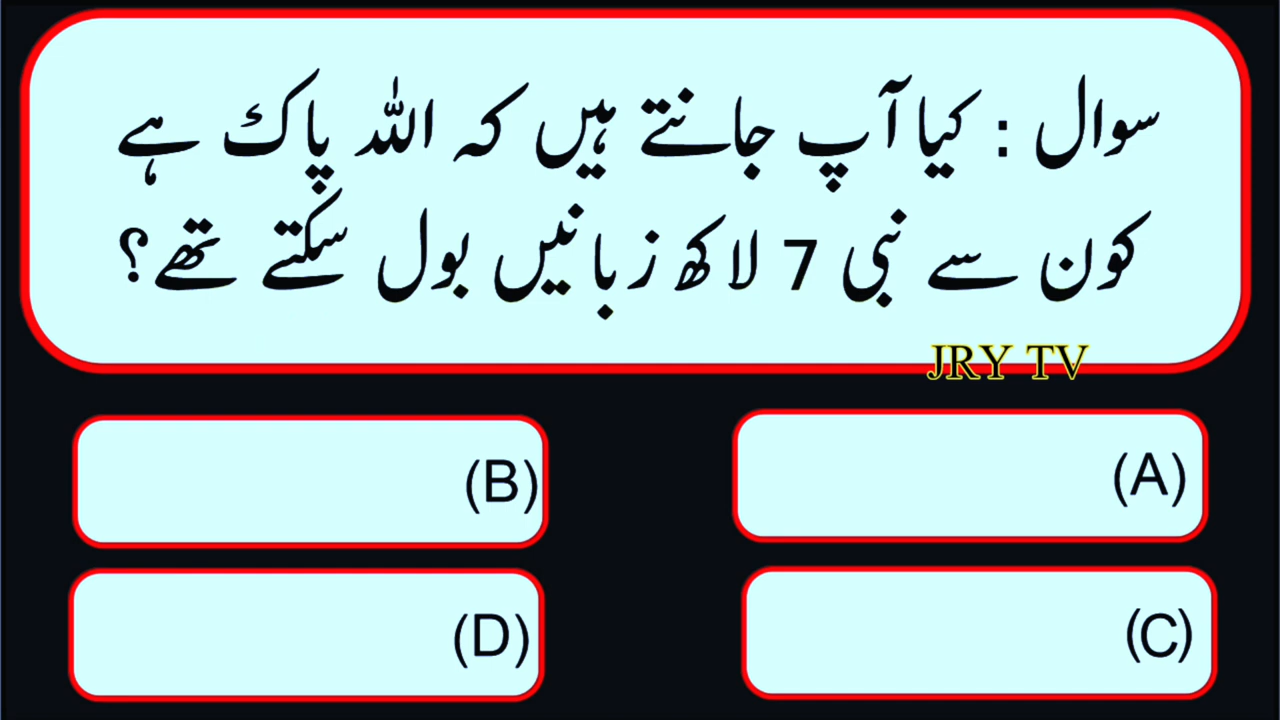 سوال : کیا آپ جانتے ہیں کہ اللہ پاک ہے
کون سے نبی 7 لاکھ زبانیں بول سکتے تھے؟
JRY TV
(A)
(B)
(C)
(D)